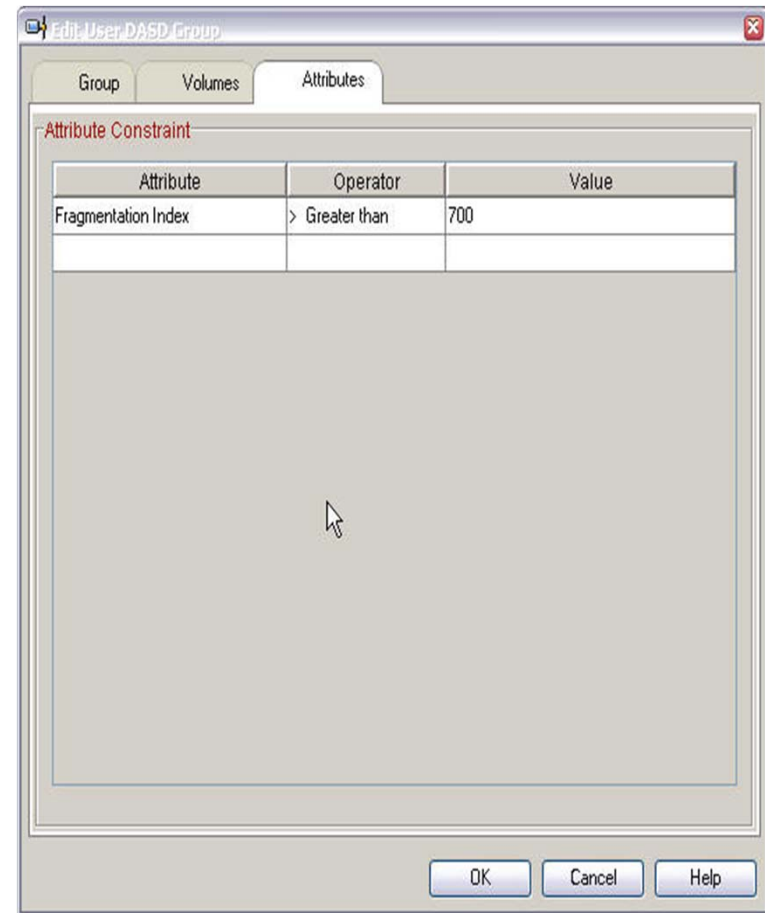 Edit User DASD Group
Group Volumes Attributes
Attribute Constraint
Attribute Operator Value
Fragmentation Index > Greater than 700
OK Cancel Help